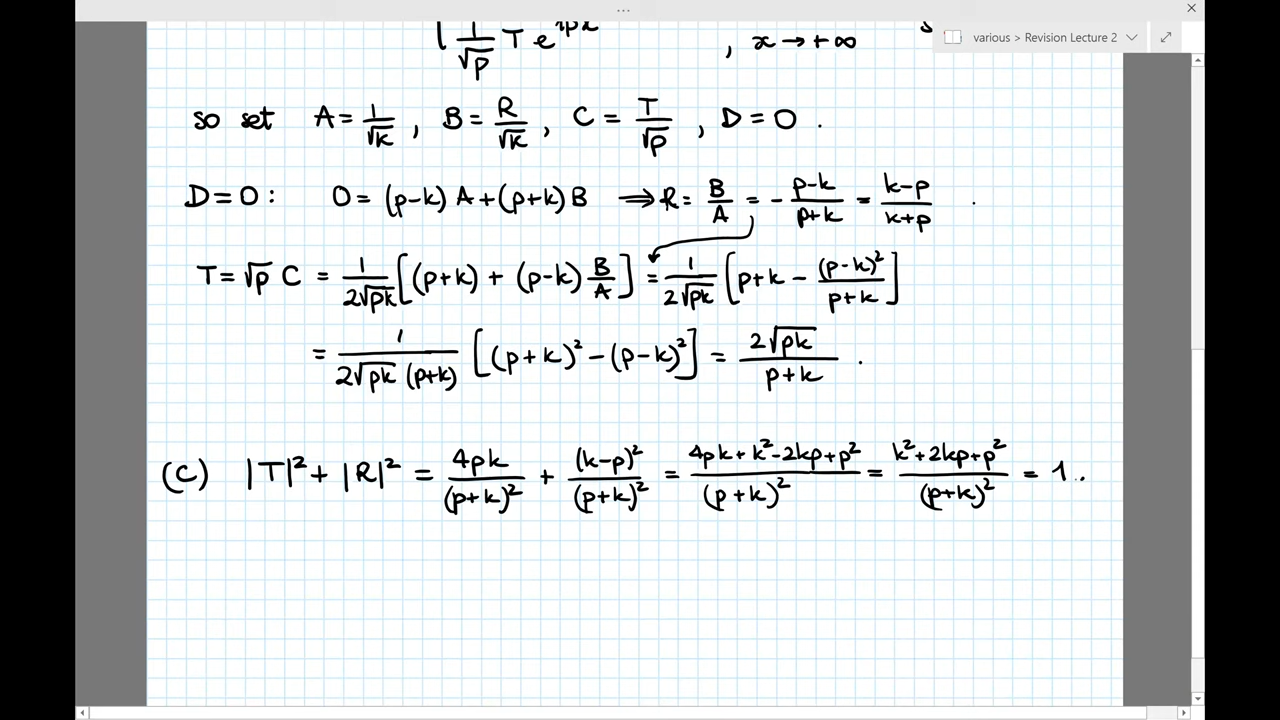 various > Revision Lecture 2
1/√p T e^{ipx} , x → +∞
so set A = 1/√k , B = R/√k , C = T/√p , D = 0 .
D = 0 : 0 = (p-k) A + (p+k) B ⟹ R = B/A = - (p-k)/(p+k) = (k-p)/(k+p) .
T = √p C = 1/(2√pk) [(p+k) + (p-k) B/A] = 1/(2√pk) [p+k - (p-k)²/(p+k)]
= 1/(2√pk (p+k)) [(p+k)² - (p-k)²] = 2√pk/(p+k) .
(c) |T|² + |R|² = 4pk/(p+k)² + (k-p)²/(p+k)² = (4pk + k² - 2kp + p²)/(p+k)² = (k² + 2kp + p²)/(p+k)² = 1 ..